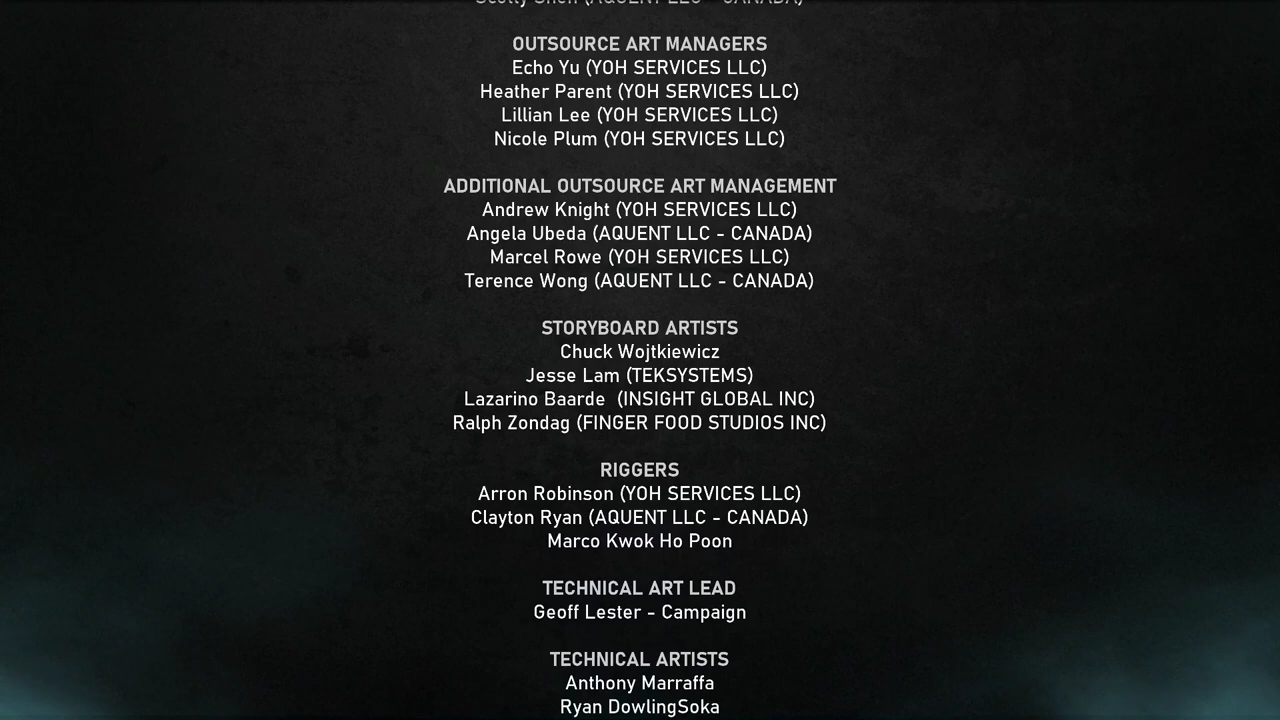 (AQUENT LLC - CANADA)
OUTSOURCE ART MANAGERS
Echo Yu (YOH SERVICES LLC)
Heather Parent (YOH SERVICES LLC)
Lillian Lee (YOH SERVICES LLC)
Nicole Plum (YOH SERVICES LLC)
ADDITIONAL OUTSOURCE ART MANAGEMENT
Andrew Knight (YOH SERVICES LLC)
Angela Ubeda (AQUENT LLC - CANADA)
Marcel Rowe (YOH SERVICES LLC)
Terence Wong (AQUENT LLC - CANADA)
STORYBOARD ARTISTS
Chuck Wojtkiewicz
Jesse Lam (TEKSYSTEMS)
Lazarino Baarde  (INSIGHT GLOBAL INC)
Ralph Zondag (FINGER FOOD STUDIOS INC)
RIGGERS
Arron Robinson (YOH SERVICES LLC)
Clayton Ryan (AQUENT LLC - CANADA)
Marco Kwok Ho Poon
TECHNICAL ART LEAD
Geoff Lester - Campaign
TECHNICAL ARTISTS
Anthony Marraffa
Ryan DowlingSoka